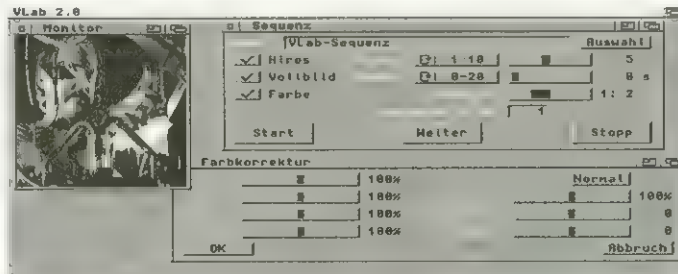 VLab 2.0
Monitor
Sequenz
VLab-Sequenz
Auswahl
Hires
1-10
5
Vollbild
0-20
0 s
Farbe
1: 2
1
Start
Weiter
Stopp
Farbkorrektur
100%
Normal
100%
100%
100%
0
100%
0
OK
Abbruch